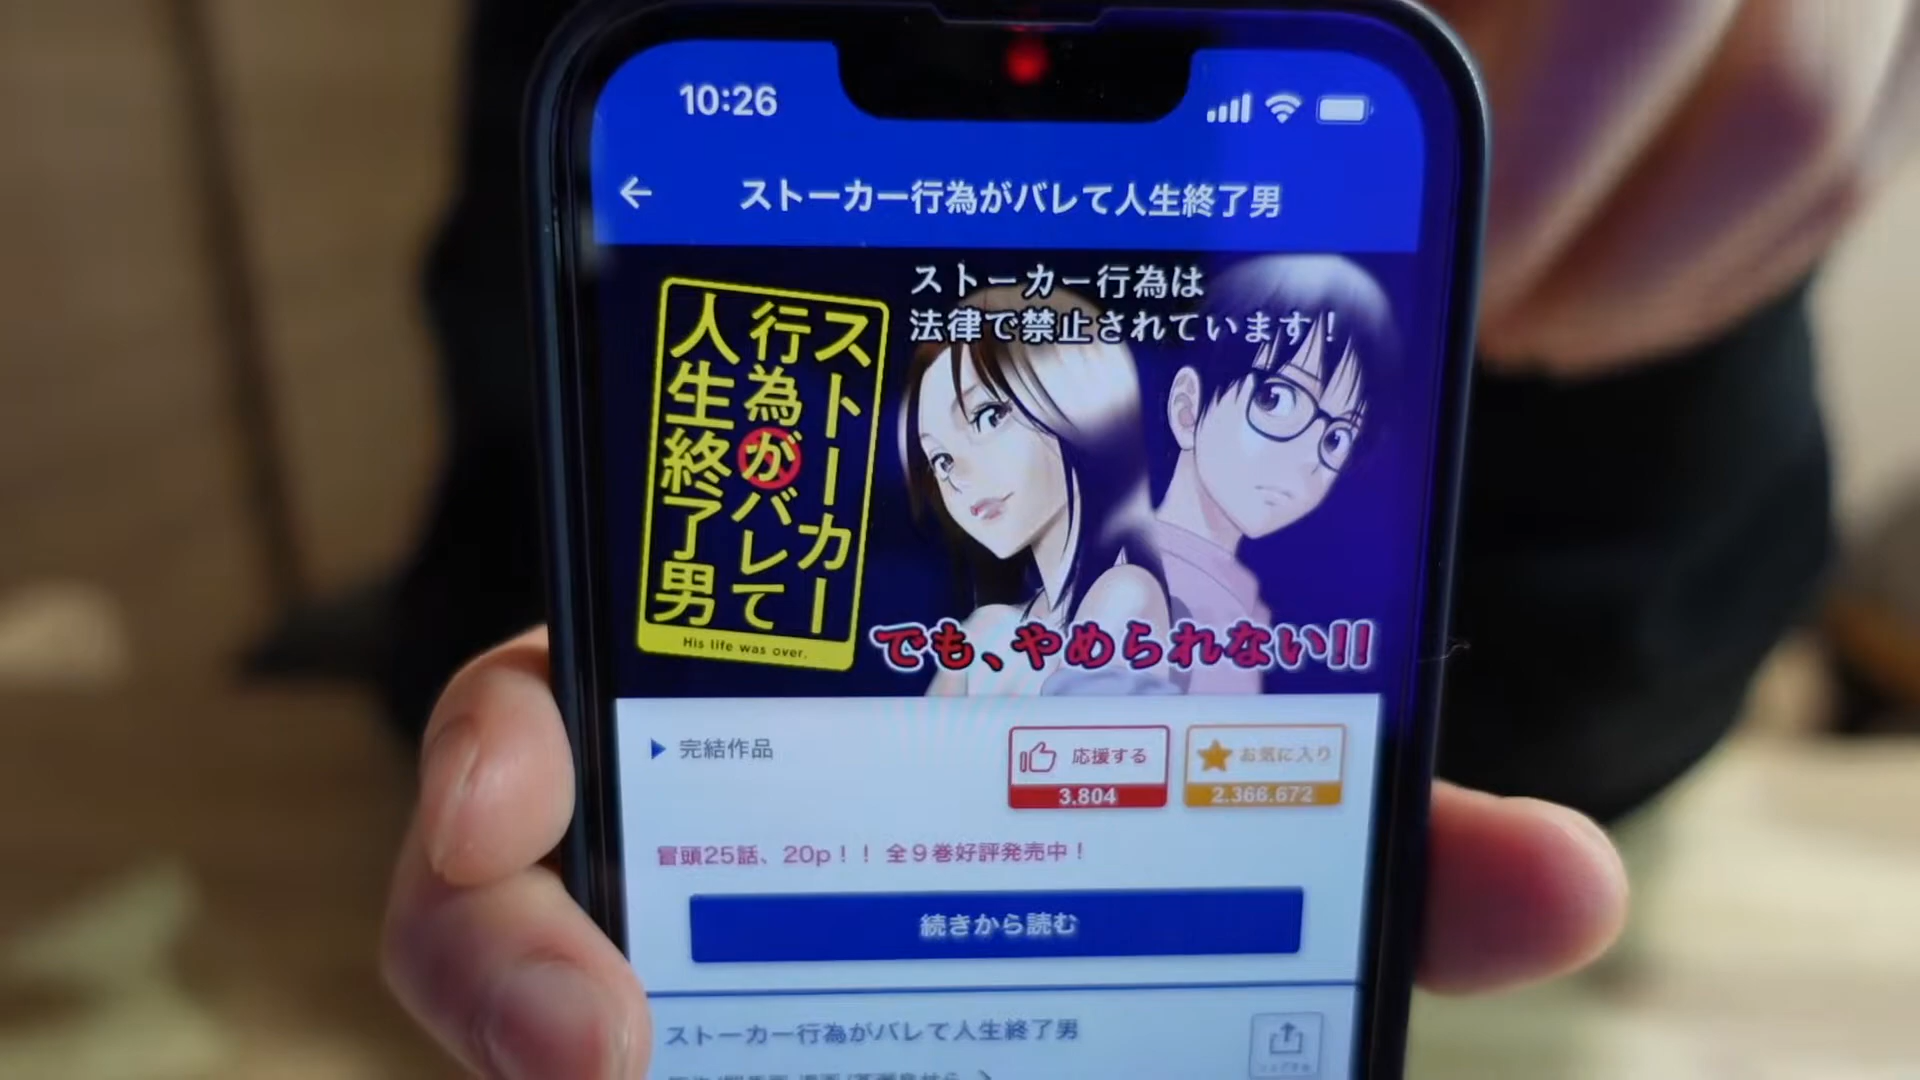 10:26
ストーカー行為がバレて人生終了男
ストーカー行為は
法律で禁止されています！
ストーカー
行為がバレて
人生終了男
His life was over.
でも、やめられない!!
完結作品
応援する
3,804
お気に入り
2,366,672
冒頭25話、20p！！ 全9巻好評発売中！
続きから読む
ストーカー行為がバレて人生終了男